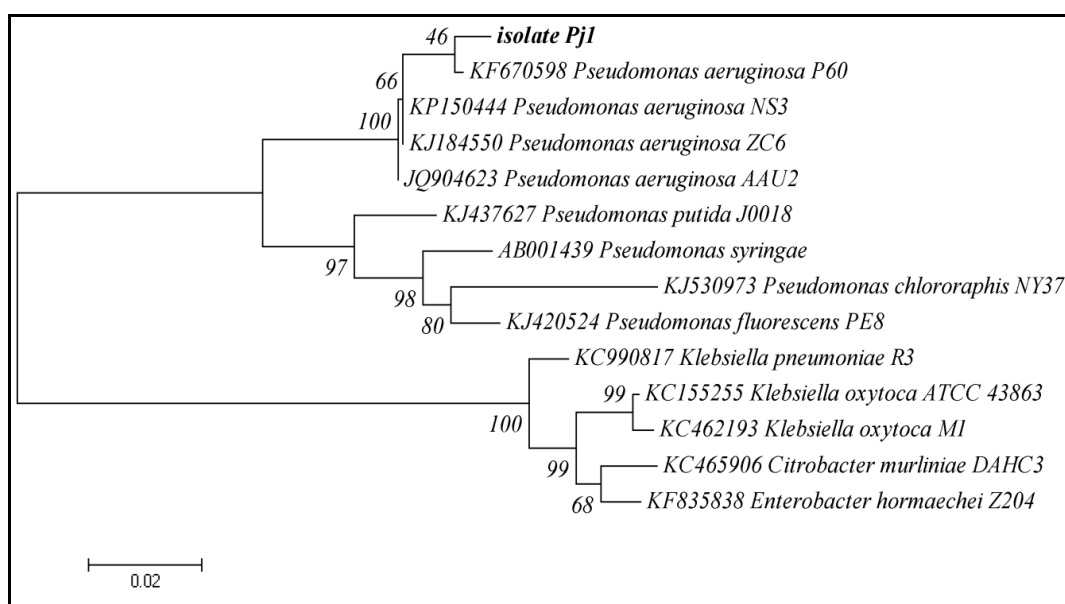 46 isolate Pj1
KF670598 Pseudomonas aeruginosa P60
66
KP150444 Pseudomonas aeruginosa NS3
100
KJ184550 Pseudomonas aeruginosa ZC6
JQ904623 Pseudomonas aeruginosa AAU2
KJ437627 Pseudomonas putida J0018
AB001439 Pseudomonas syringae
97
KJ530973 Pseudomonas chlororaphis NY37
98
KJ420524 Pseudomonas fluorescens PE8
80
KC990817 Klebsiella pneumoniae R3
99 KC155255 Klebsiella oxytoca ATCC 43863
100
KC462193 Klebsiella oxytoca M1
KC465906 Citrobacter murliniae DAHC3
99
KF835838 Enterobacter hormaechei Z204
68
0.02